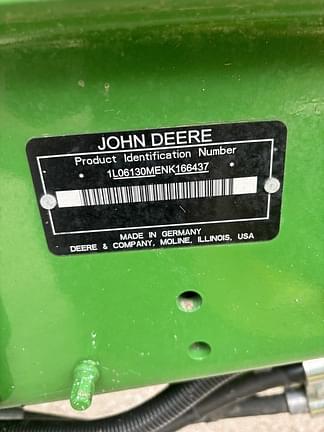 JOHN DEERE
Product Identification Number
1L06130MENK166437
MADE IN GERMANY
DEERE & COMPANY, MOLINE, ILLINOIS, USA